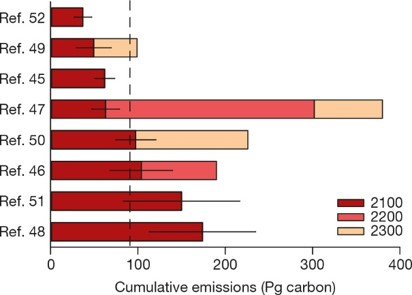 Ref. 52
Ref. 49
Ref. 45
Ref. 47
Ref. 50
Ref. 46
Ref. 51
Ref. 48
2100
2200
2300
0 100 200 300 400
Cumulative emissions (Pg carbon)